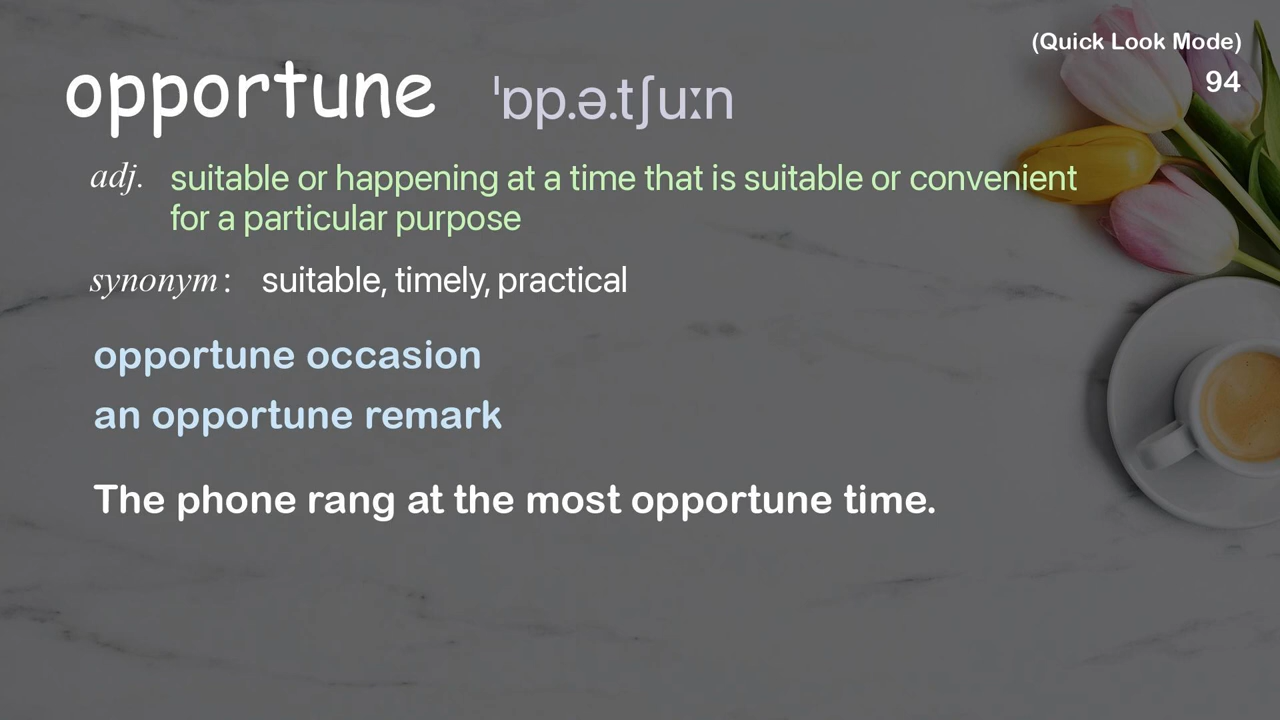 (Quick Look Mode)
opportune ˈɒp.ə.tʃuːn
94
adj. suitable or happening at a time that is suitable or convenient
for a particular purpose
synonym: suitable, timely, practical
opportune occasion
an opportune remark
The phone rang at the most opportune time.